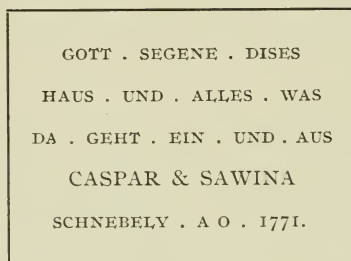 GOTT . SEGENE . DISES
HAUS . UND . ALLES . WAS
DA . GEHT . EIN . UND . AUS
CASPAR & SAWINA
SCHNEBELY . A O . 1771.